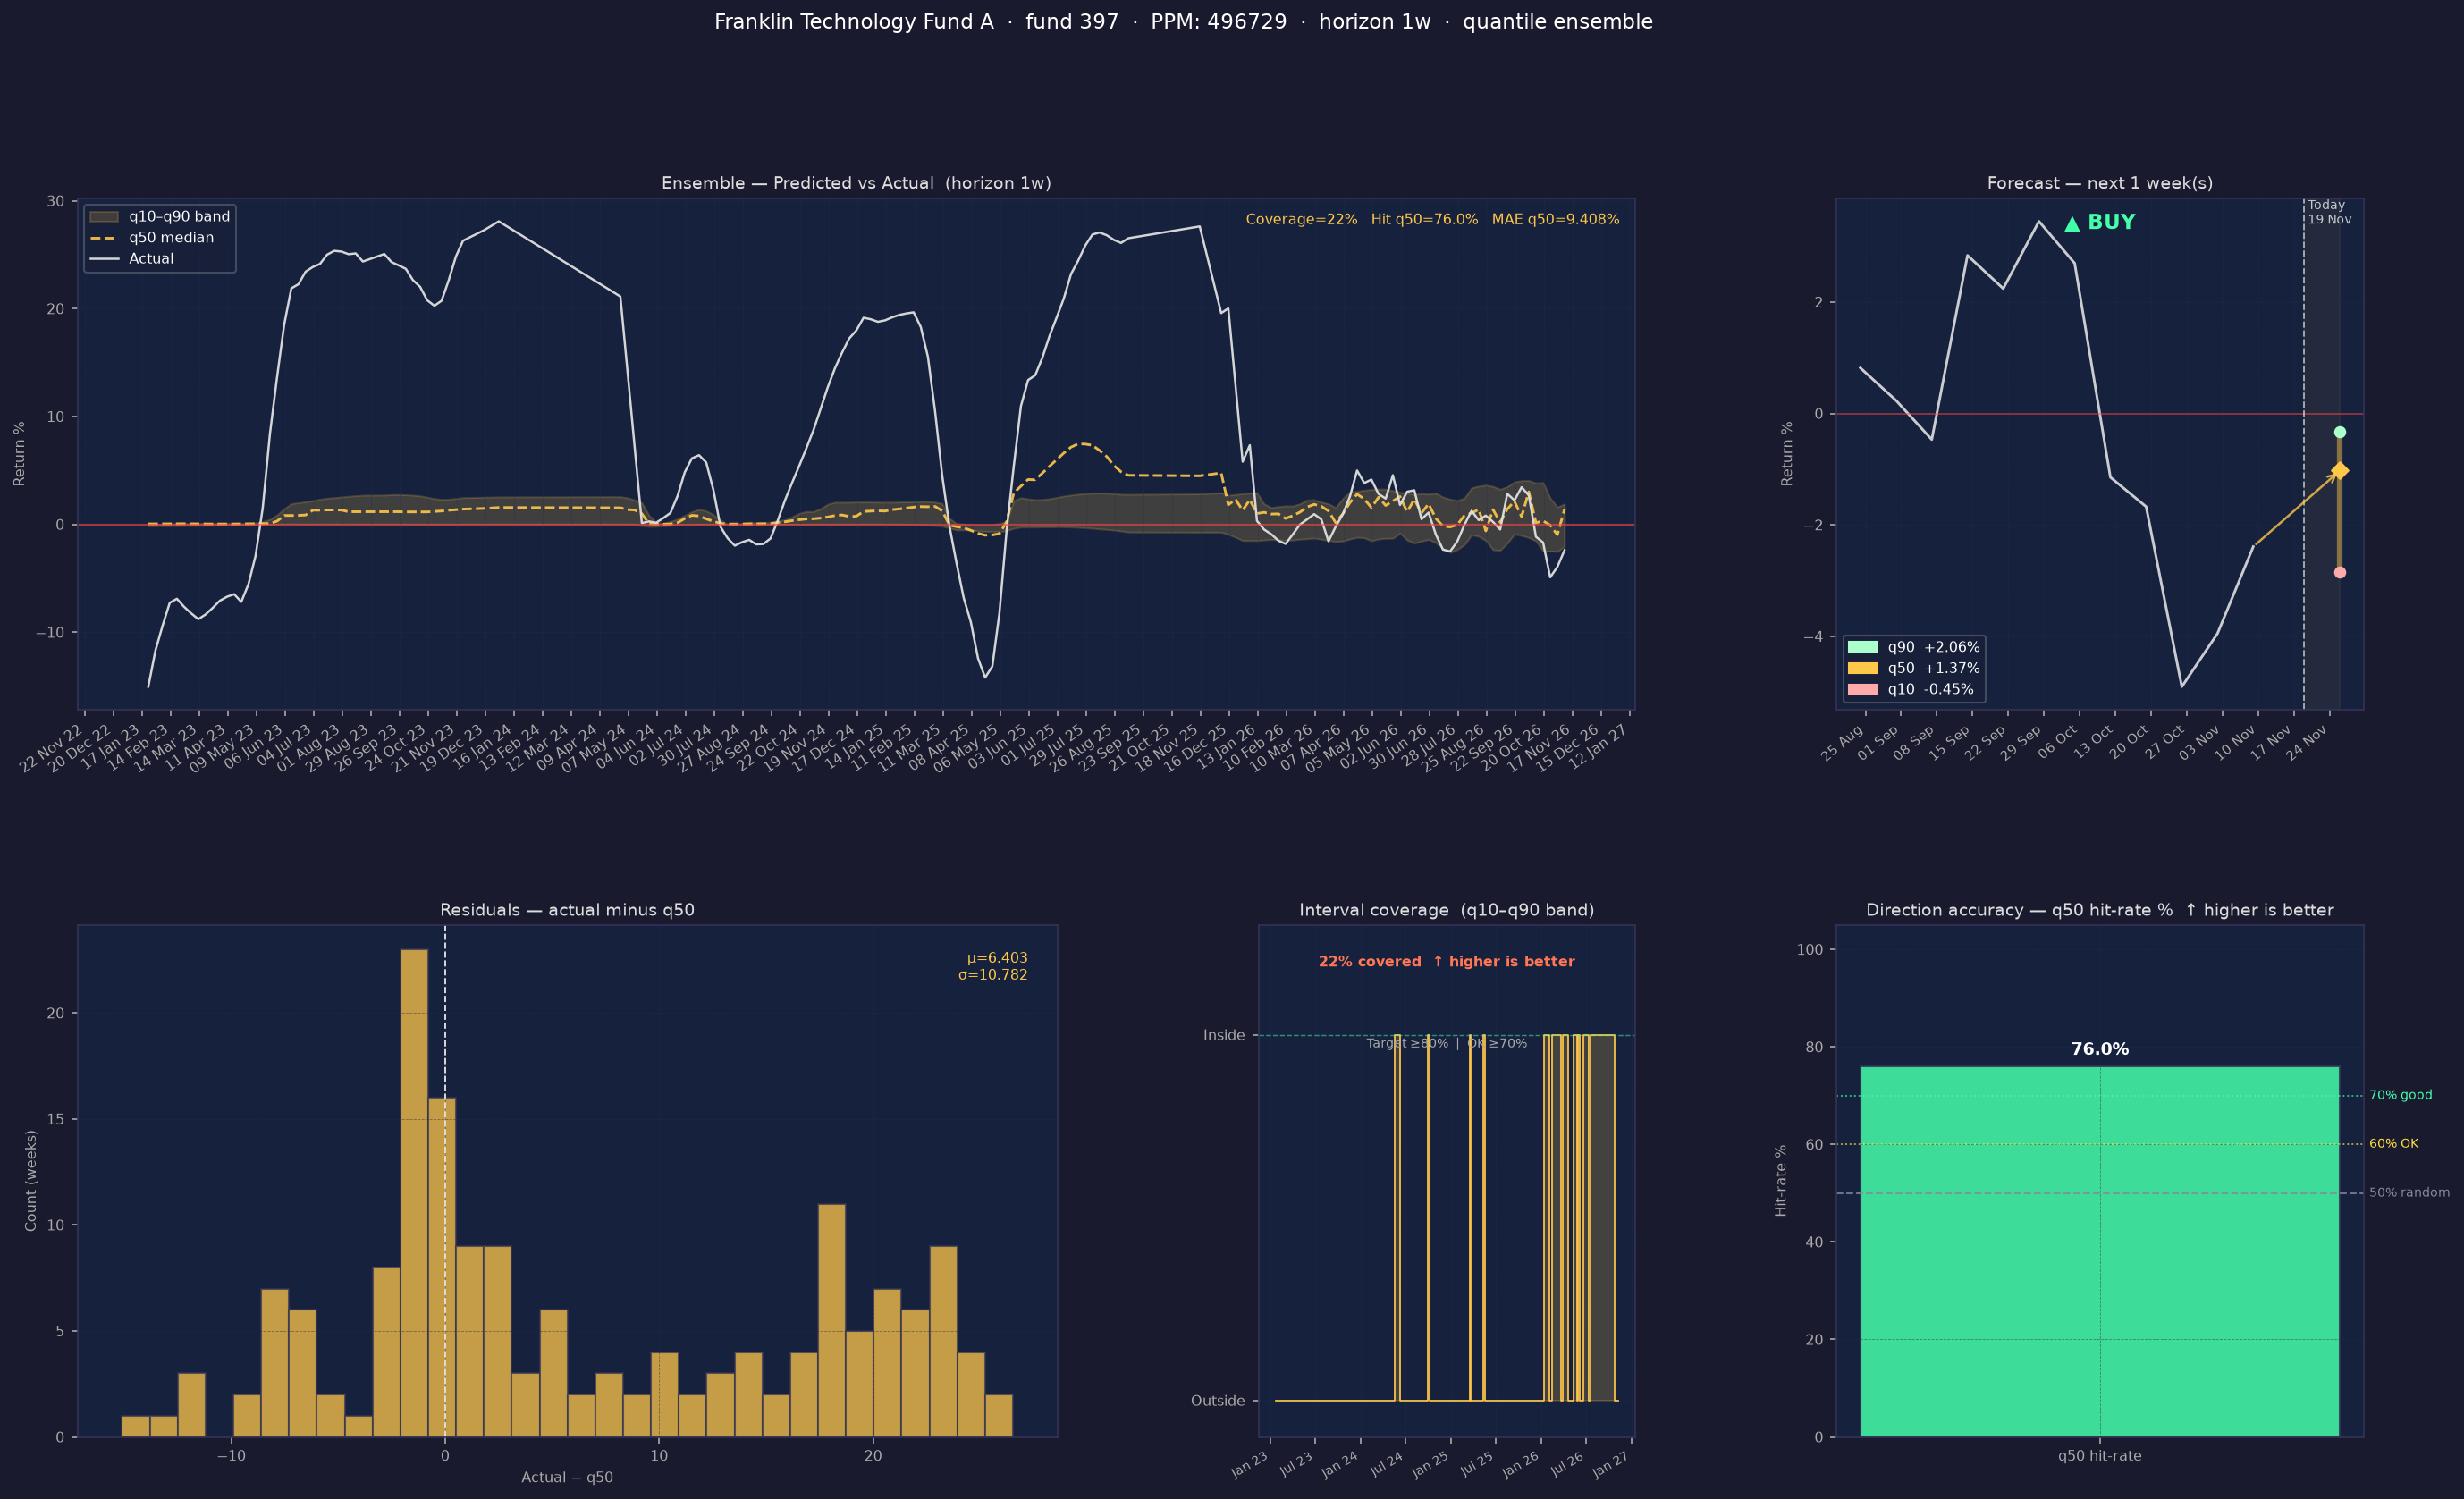 Franklin Technology Fund A · fund 397 · PPM: 496729 · horizon 1w · quantile ensemble
Ensemble — Predicted vs Actual (horizon 1w)
q10–q90 band
q50 median
Actual
Coverage=22% Hit q50=76.0% MAE q50=9.408%
Return %
30
20
10
0
−10
22 Nov 22
20 Dec 22
17 Jan 23
14 Feb 23
14 Mar 23
11 Apr 23
09 May 23
06 Jun 23
04 Jul 23
01 Aug 23
29 Aug 23
26 Sep 23
24 Oct 23
21 Nov 23
19 Dec 23
16 Jan 24
13 Feb 24
12 Mar 24
09 Apr 24
07 May 24
04 Jun 24
02 Jul 24
30 Jul 24
27 Aug 24
24 Sep 24
22 Oct 24
19 Nov 24
17 Dec 24
14 Jan 25
11 Feb 25
11 Mar 25
08 Apr 25
06 May 25
03 Jun 25
01 Jul 25
29 Jul 25
26 Aug 25
23 Sep 25
21 Oct 25
18 Nov 25
16 Dec 25
13 Jan 26
10 Feb 26
10 Mar 26
07 Apr 26
05 May 26
02 Jun 26
30 Jun 26
28 Jul 26
25 Aug 26
22 Sep 26
20 Oct 26
17 Nov 26
15 Dec 26
12 Jan 27
Forecast — next 1 week(s)
▲ BUY
Today
19 Nov
Return %
2
0
−2
−4
q90 +2.06%
q50 +1.37%
q10 -0.45%
25 Aug
01 Sep
08 Sep
15 Sep
22 Sep
29 Sep
06 Oct
13 Oct
20 Oct
27 Oct
03 Nov
10 Nov
17 Nov
24 Nov
Residuals — actual minus q50
μ=6.403
σ=10.782
Count (weeks)
20
15
10
5
0
−10
0
10
20
Actual − q50
Interval coverage (q10–q90 band)
22% covered ↑ higher is better
Inside
Target ≥80% | OK ≥70%
Outside
Jan 23
Jul 23
Jan 24
Jul 24
Jan 25
Jul 25
Jan 26
Jul 26
Jan 27
Direction accuracy — q50 hit-rate % ↑ higher is better
Hit-rate %
100
80
60
40
20
0
76.0%
70% good
60% OK
50% random
q50 hit-rate